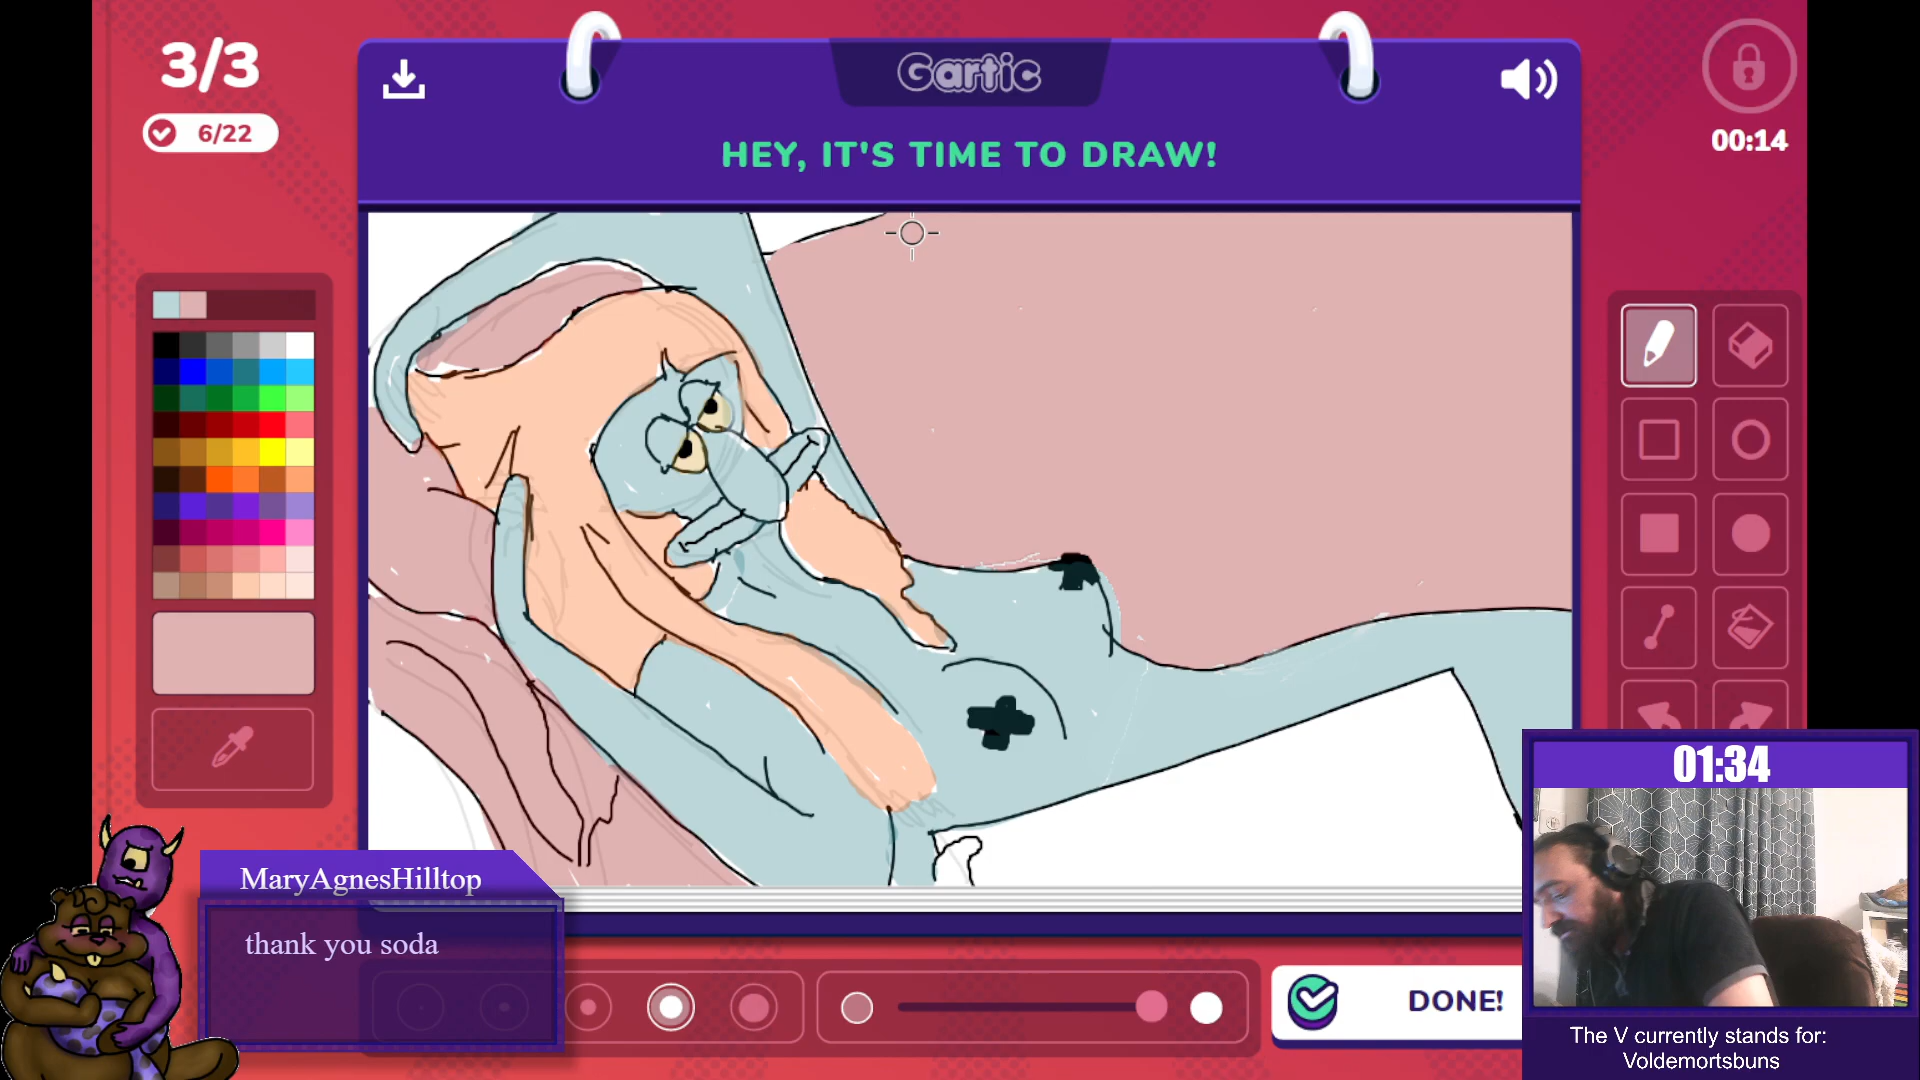 3/3
6/22
Gartic
HEY, IT'S TIME TO DRAW!
00:14
01:34
MaryAgnesHilltop
thank you soda
DONE!
The V currently stands for:
Voldemortsbuns